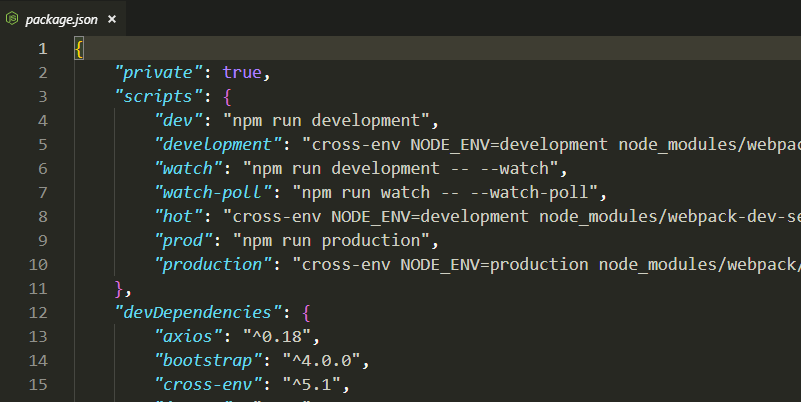 package.json ×
1 {
2 "private": true,
3 "scripts": {
4 "dev": "npm run development",
5 "development": "cross-env NODE_ENV=development node_modules/webpac
6 "watch": "npm run development -- --watch",
7 "watch-poll": "npm run watch -- --watch-poll",
8 "hot": "cross-env NODE_ENV=development node_modules/webpack-dev-se
9 "prod": "npm run production",
10 "production": "cross-env NODE_ENV=production node_modules/webpack/
11 },
12 "devDependencies": {
13 "axios": "^0.18",
14 "bootstrap": "^4.0.0",
15 "cross-env": "^5.1",